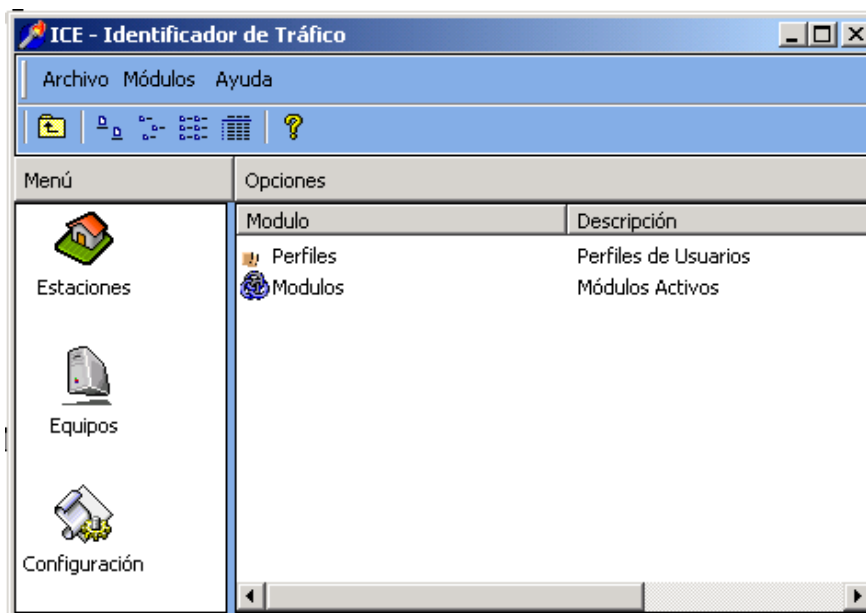 ICE - Identificador de Tráfico
Archivo Módulos Ayuda
Menú
Opciones
Modulo Descripción
Perfiles Perfiles de Usuarios
Modulos Módulos Activos
Estaciones
Equipos
Configuración